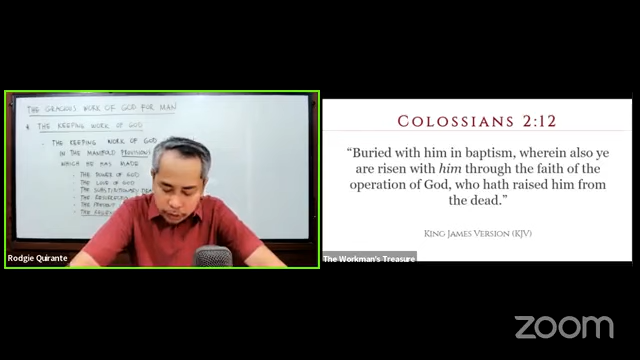 THE GRACIOUS WORK OF GOD FOR MAN
THE KEEPING WORK OF GOD
- THE KEEPING WORK OF GOD
IN THE MANIFOLD PROVISIONS
WHICH HE HAS MADE
- THE POWER OF GOD
- THE LOVE OF GOD
- THE SUBSTITUTIONARY
- THE
- THE PRESENT
- THE
Rodgie Quirante
COLOSSIANS 2:12
“Buried with him in baptism, wherein also ye
are risen with him through the faith of the
operation of God, who hath raised him from
the dead.”
KING JAMES VERSION (KJV)
The Workman's Treasure
zoom